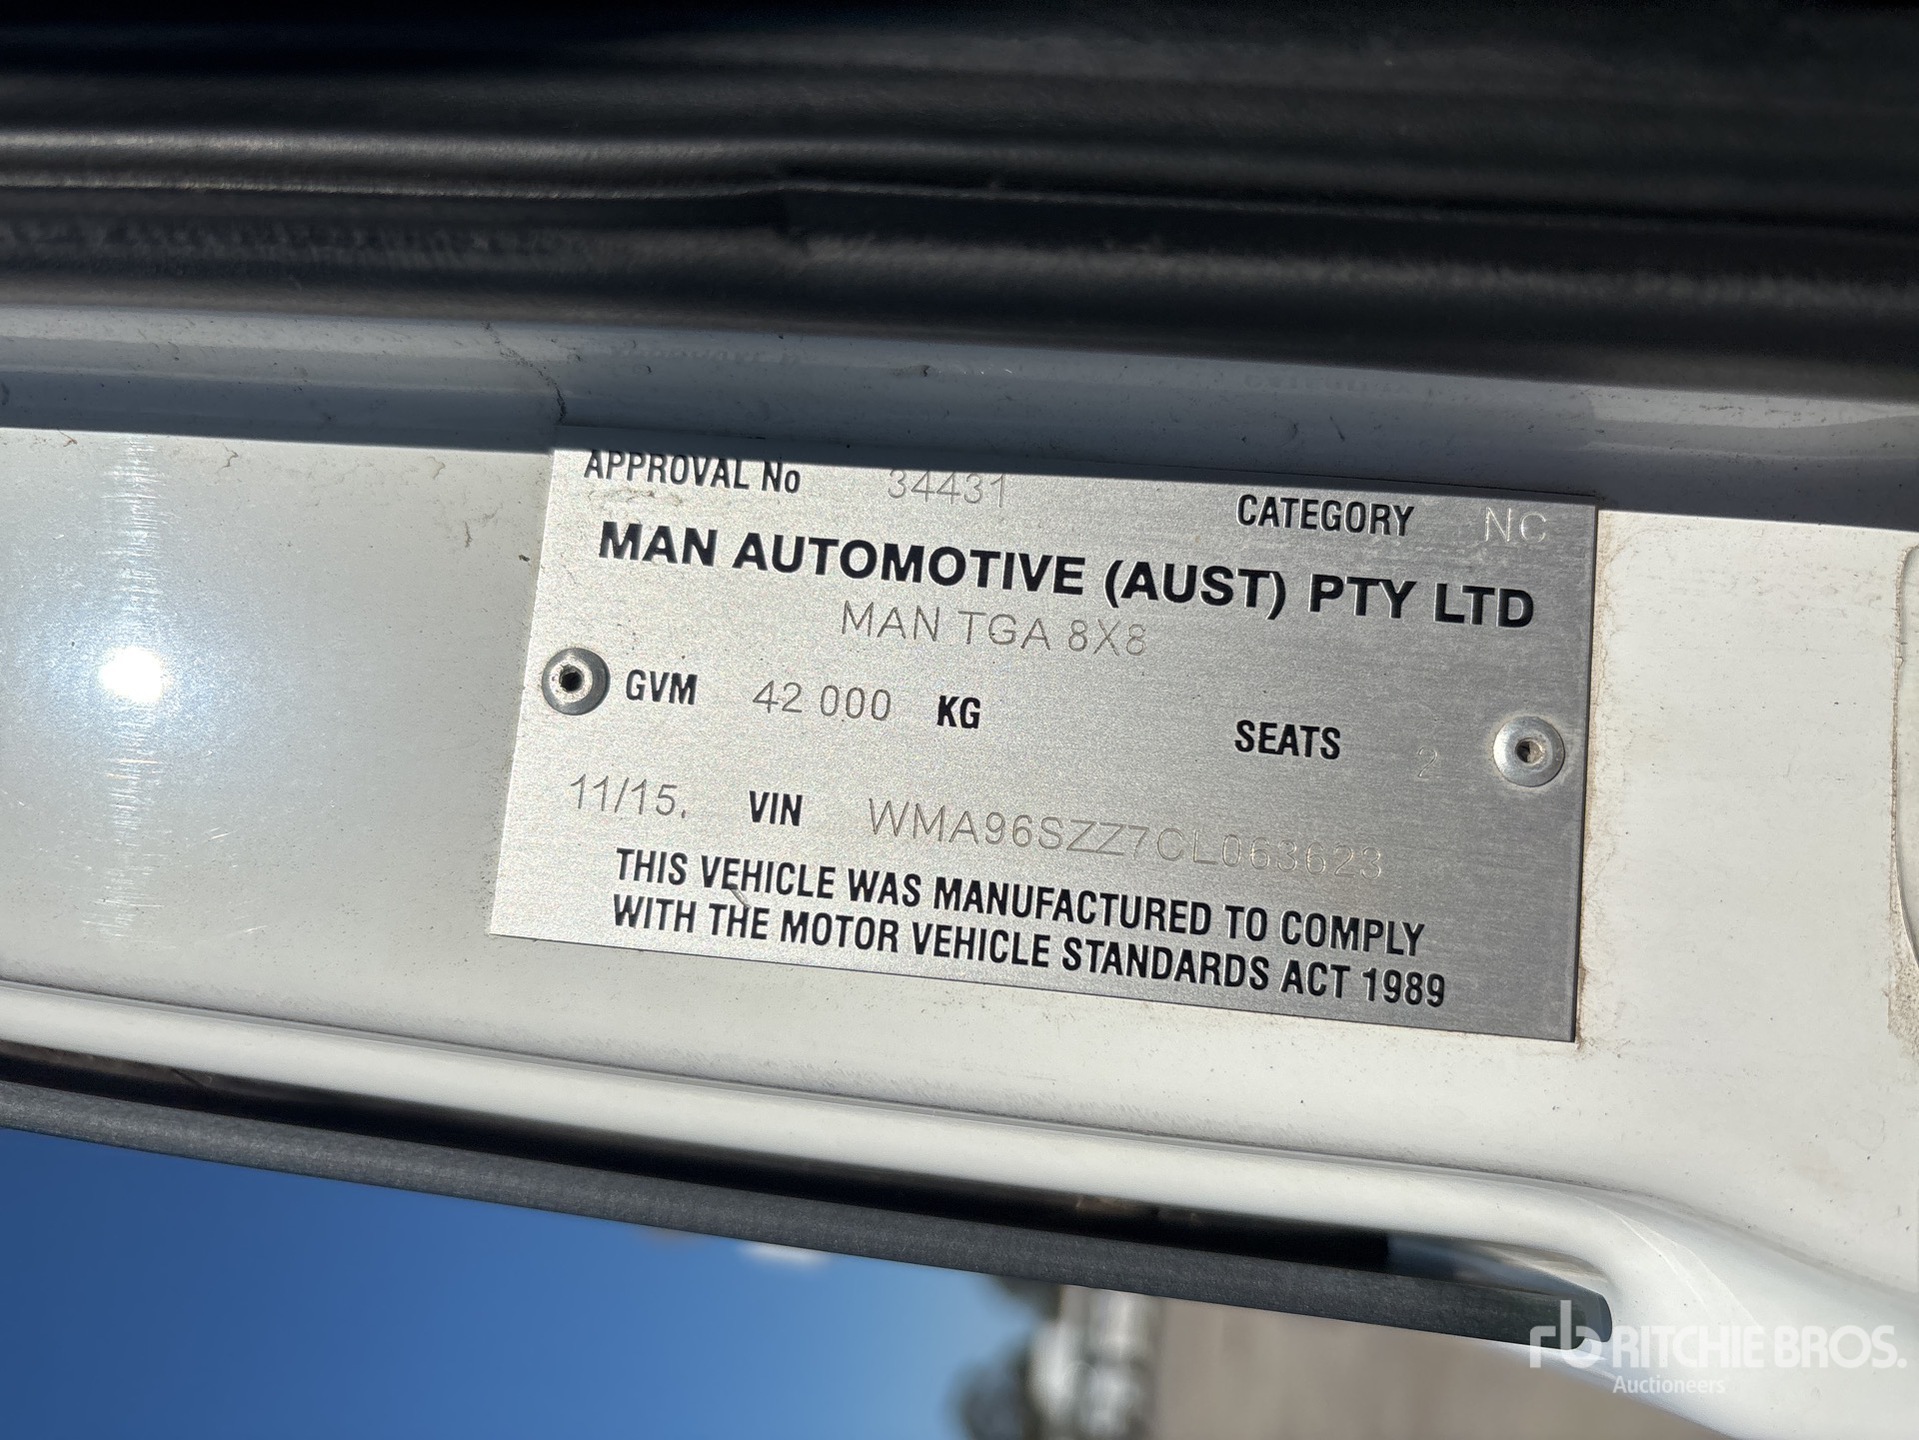 APPROVAL No 34431 CATEGORY NC
MAN AUTOMOTIVE (AUST) PTY LTD
MAN TGA 8X8
GVM 42 000 KG SEATS 2
11/15. VIN WMA96SZZ7CL063623
THIS VEHICLE WAS MANUFACTURED TO COMPLY
WITH THE MOTOR VEHICLE STANDARDS ACT 1989
rb RITCHIE BROS.
Auctioneers